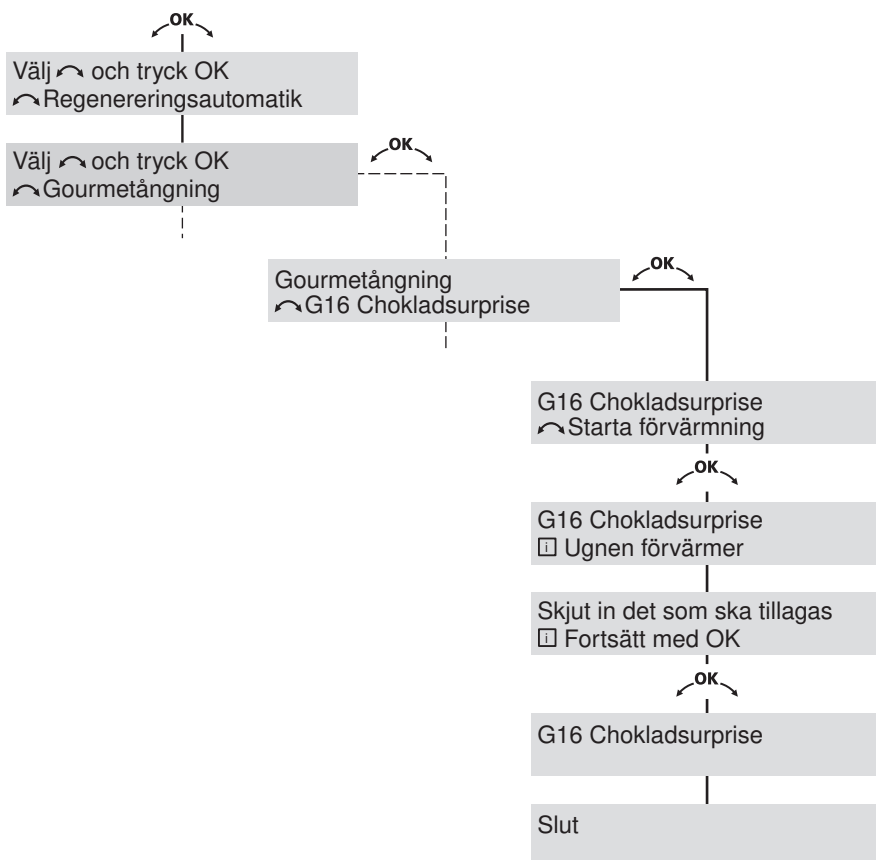 OK
Välj och tryck OK
Regenereringsautomatik
Välj och tryck OK
Gourmetångning
OK
Gourmetångning
G16 Chokladsurprise
OK
G16 Chokladsurprise
Starta förvärmning
OK
G16 Chokladsurprise
i Ugnen förvärmer
Skjut in det som ska tillagas
i Fortsätt med OK
OK
G16 Chokladsurprise
Slut